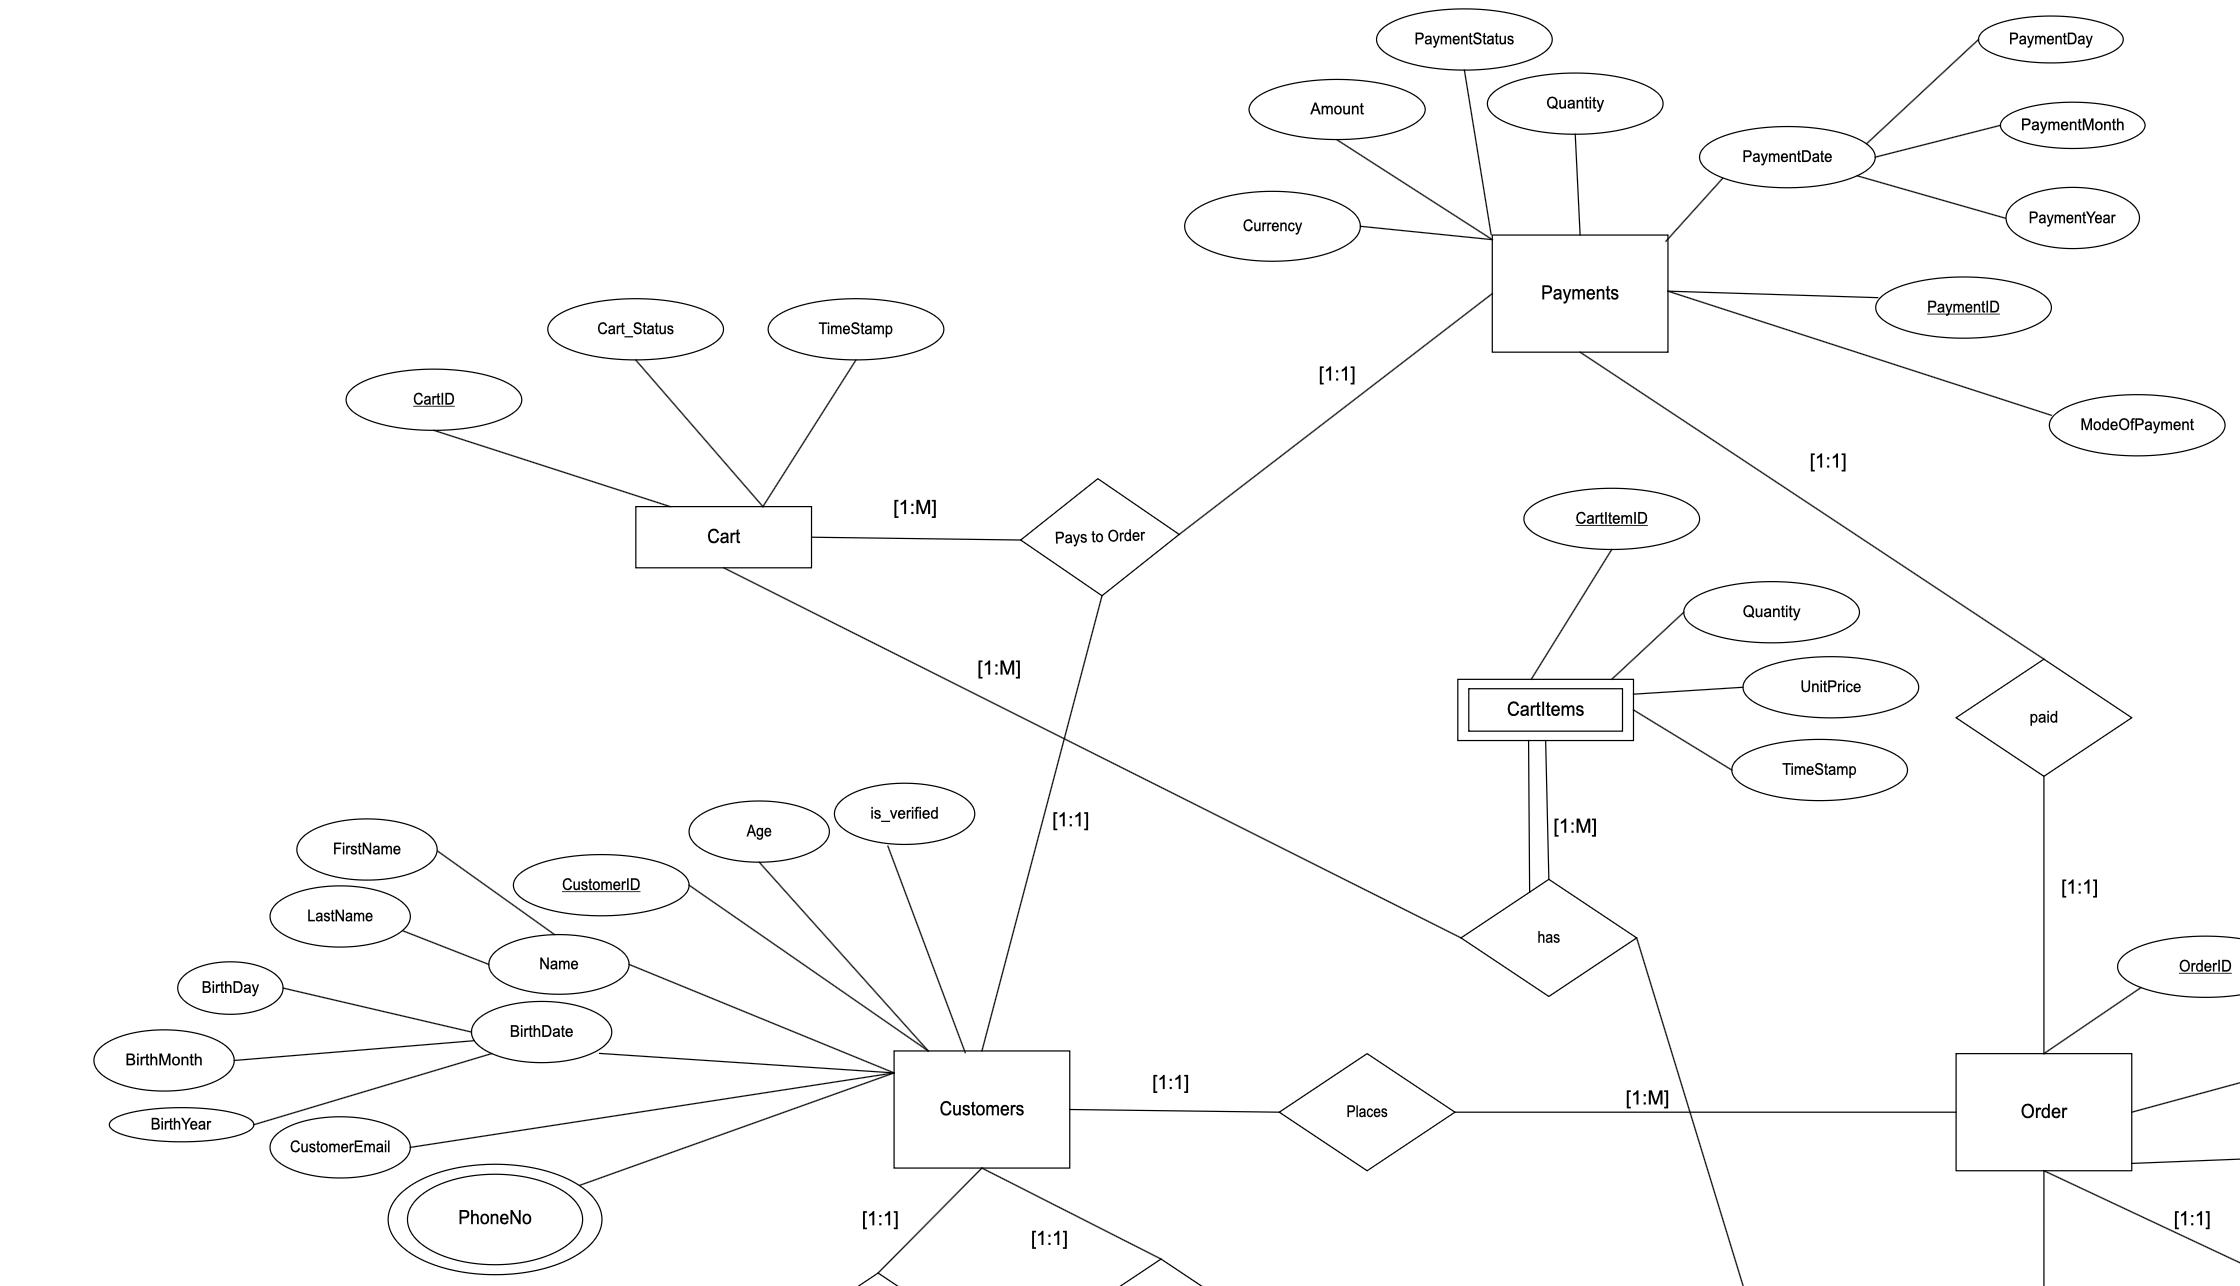 PaymentStatus
PaymentDay
Amount
Quantity
PaymentMonth
PaymentDate
Currency
PaymentYear
Payments
PaymentID
Cart_Status
TimeStamp
[1:1]
CartID
ModeOfPayment
[1:1]
[1:M]
CartItemID
Cart
Pays to Order
Quantity
[1:M]
UnitPrice
CartItems
paid
TimeStamp
is_verified
[1:1]
[1:M]
Age
FirstName
CustomerID
[1:1]
LastName
has
Name
OrderID
BirthDay
BirthDate
BirthMonth
[1:1]
[1:M]
Customers
Places
Order
BirthYear
CustomerEmail
PhoneNo
[1:1]
[1:1]
[1:1]